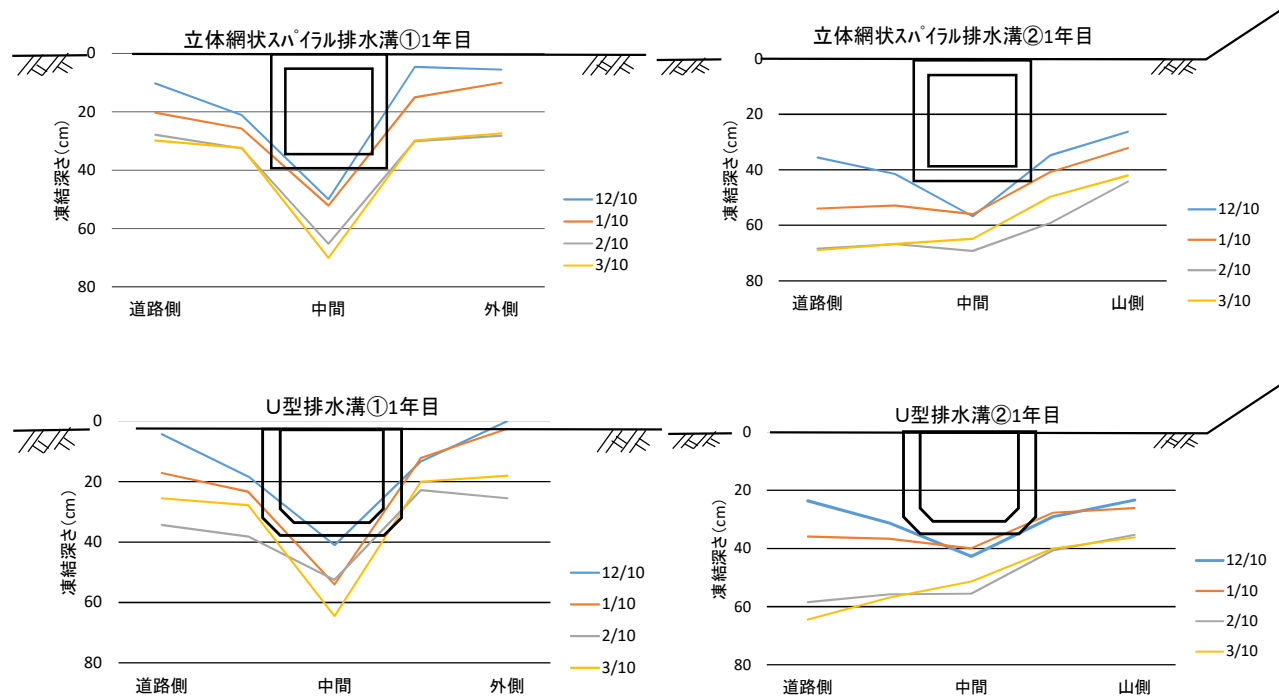 立体網状スパイラル排水溝①1年目
0
20
40
60
80
凍結深さ(cm)
道路側
中間
外側
12/10
1/10
2/10
3/10
立体網状スパイラル排水溝②1年目
0
20
40
60
80
凍結深さ(cm)
道路側
中間
山側
12/10
1/10
2/10
3/10
U型排水溝①1年目
0
20
40
60
80
凍結深さ(cm)
道路側
中間
外側
12/10
1/10
2/10
3/10
U型排水溝②1年目
0
20
40
60
80
凍結深さ(cm)
道路側
中間
山側
12/10
1/10
2/10
3/10